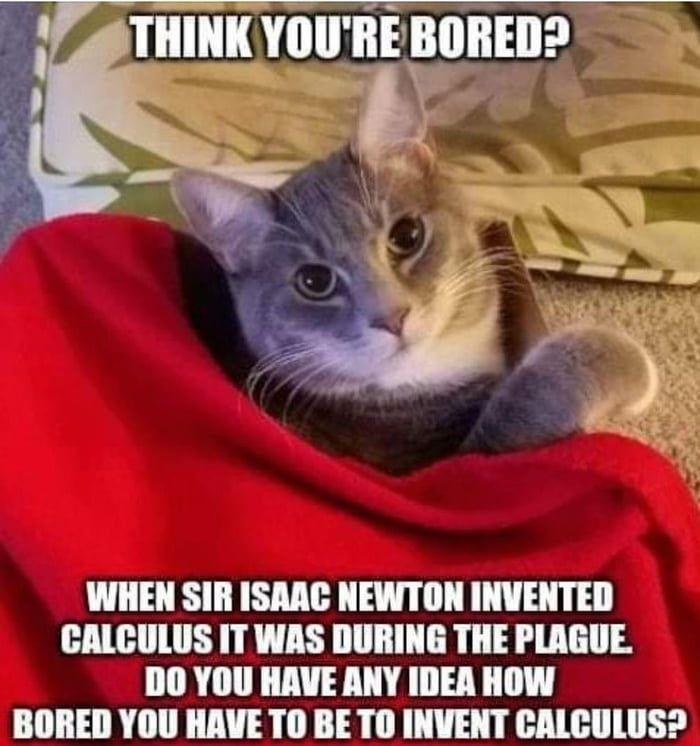 THINK YOU'RE BORED?
WHEN SIR ISAAC NEWTON INVENTED
CALCULUS IT WAS DURING THE PLAGUE.
DO YOU HAVE ANY IDEA HOW
BORED YOU HAVE TO BE TO INVENT CALCULUS?